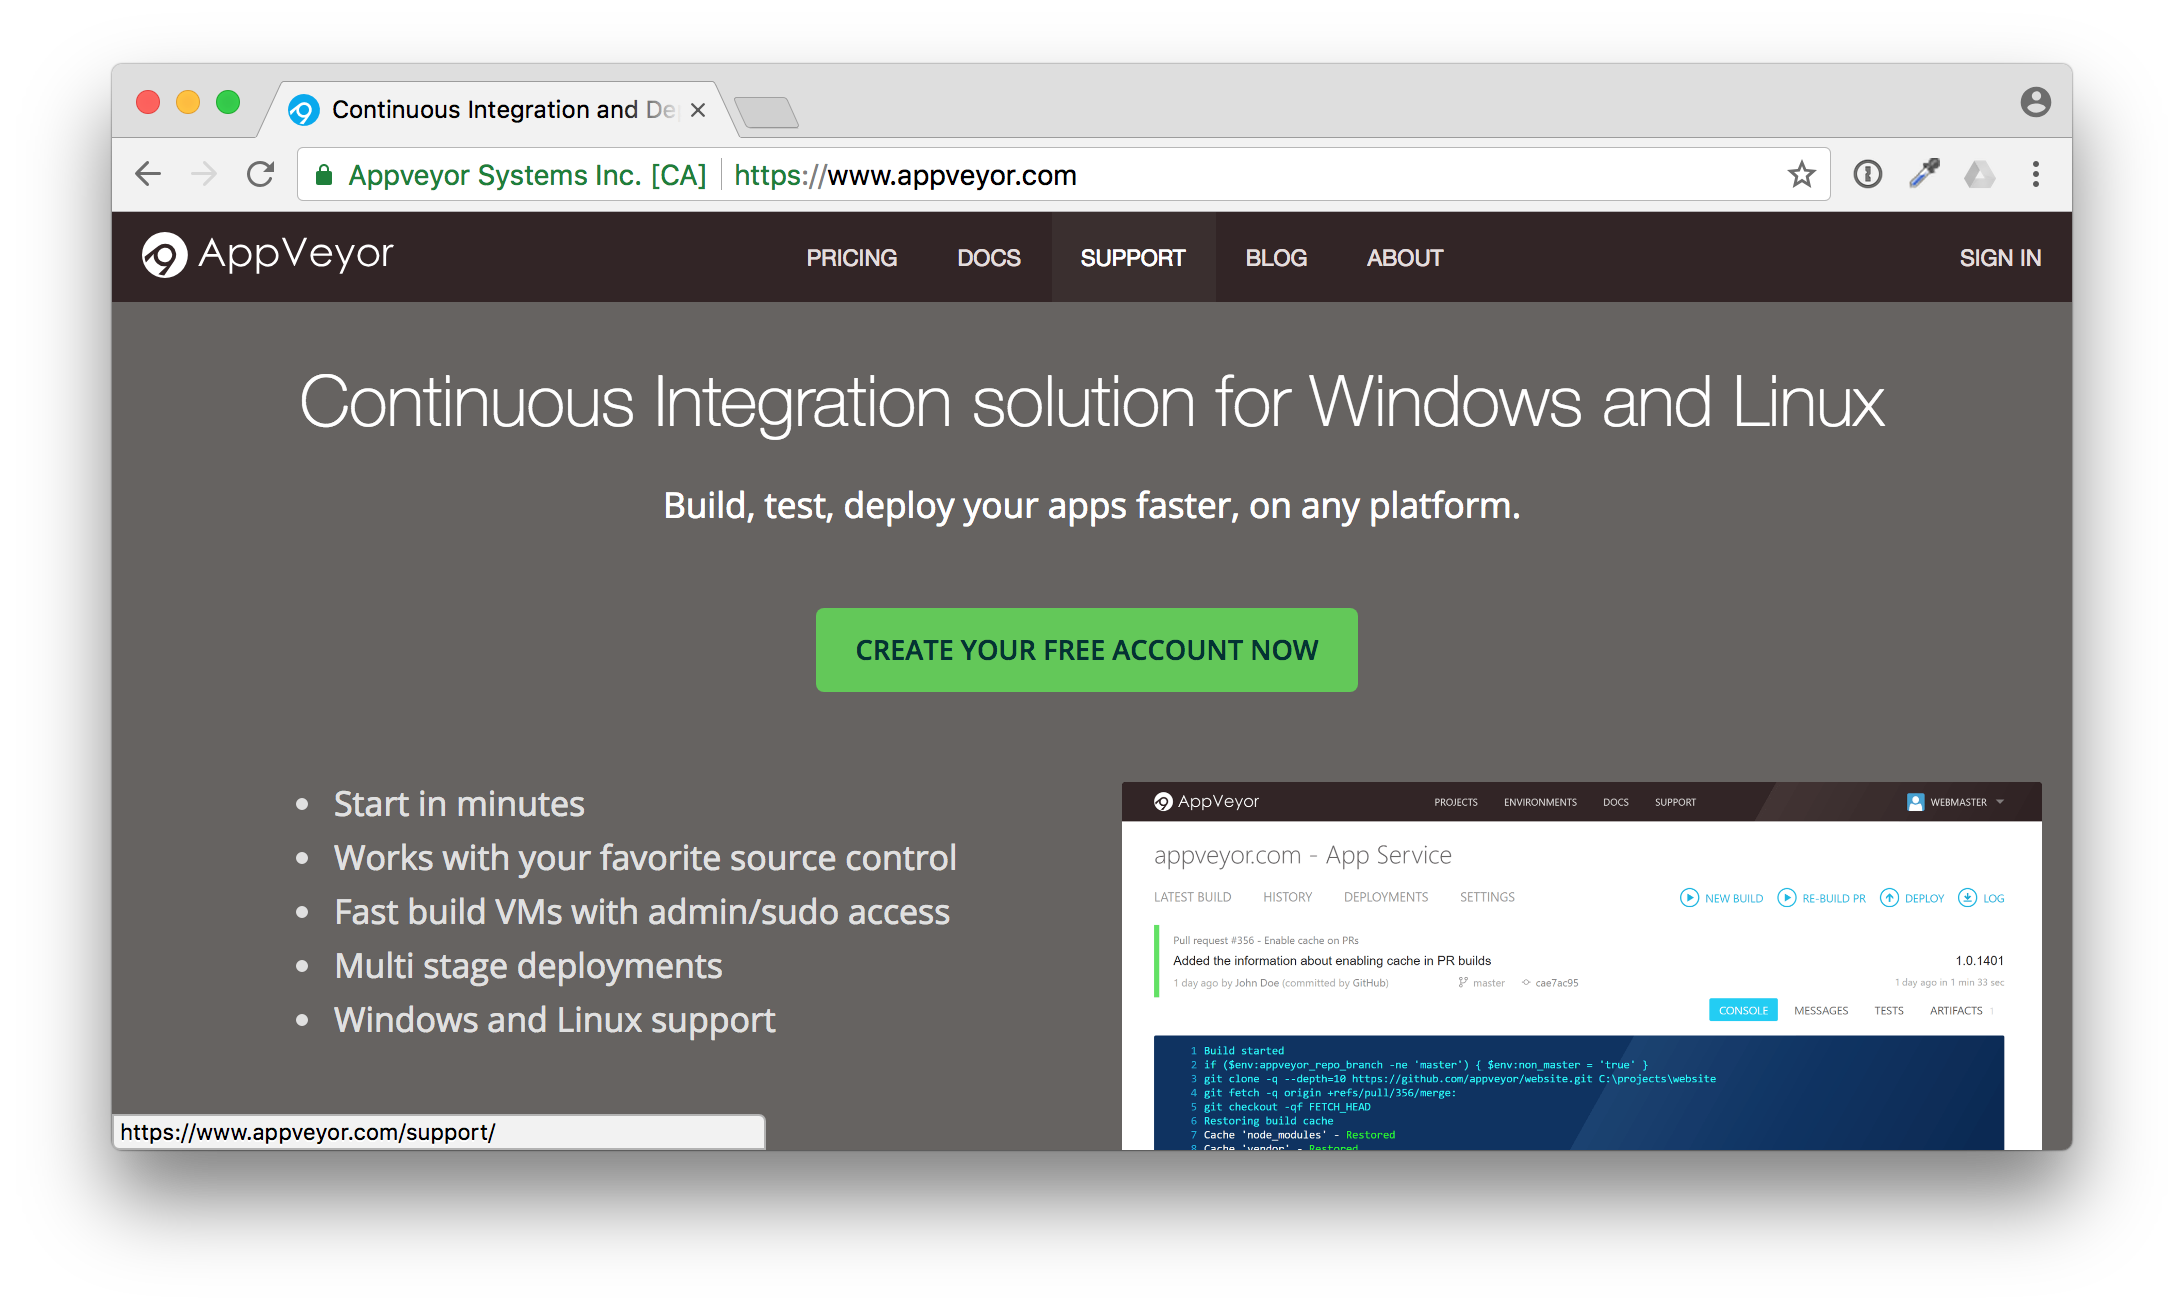 Continuous Integration and De
Appveyor Systems Inc. [CA] https://www.appveyor.com
AppVeyor PRICING DOCS SUPPORT BLOG ABOUT SIGN IN
Continuous Integration solution for Windows and Linux
Build, test, deploy your apps faster, on any platform.
CREATE YOUR FREE ACCOUNT NOW
• Start in minutes
• Works with your favorite source control
• Fast build VMs with admin/sudo access
• Multi stage deployments
• Windows and Linux support
AppVeyor PROJECTS ENVIRONMENTS DOCS SUPPORT WEBMASTER
appveyor.com - App Service
LATEST BUILD HISTORY DEPLOYMENTS SETTINGS NEW BUILD RE-BUILD PR DEPLOY LOG
Pull request #356 - Enable cache on PRs
Added the information about enabling cache in PR builds 1.0.1401
1 day ago by John Doe (committed by GitHub) master cae7ac95 1 day ago in 1 min 33 sec
CONSOLE MESSAGES TESTS ARTIFACTS 1
1 Build started
2 if ($env:appveyor_repo_branch -ne 'master') { $env:non_master = 'true' }
3 git clone -q --depth=10 https://github.com/appveyor/website.git C:\projects\website
4 git fetch -q origin +refs/pull/356/merge:
5 git checkout -qf FETCH_HEAD
6 Restoring build cache
7 Cache 'node_modules' - Restored
8 Cache 'vendor' - Restored
https://www.appveyor.com/support/